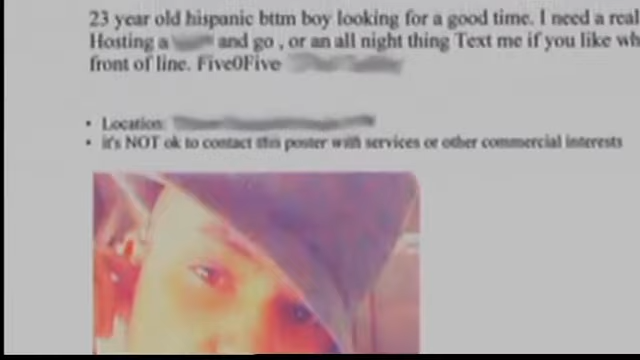 23 year old hispanic bttm boy looking for a good time. I need a real
Hosting a and go , or an all night thing Text me if you like wh
front of line. Five0Five
• Location:
• it's NOT ok to contact this poster with services or other commercial interests